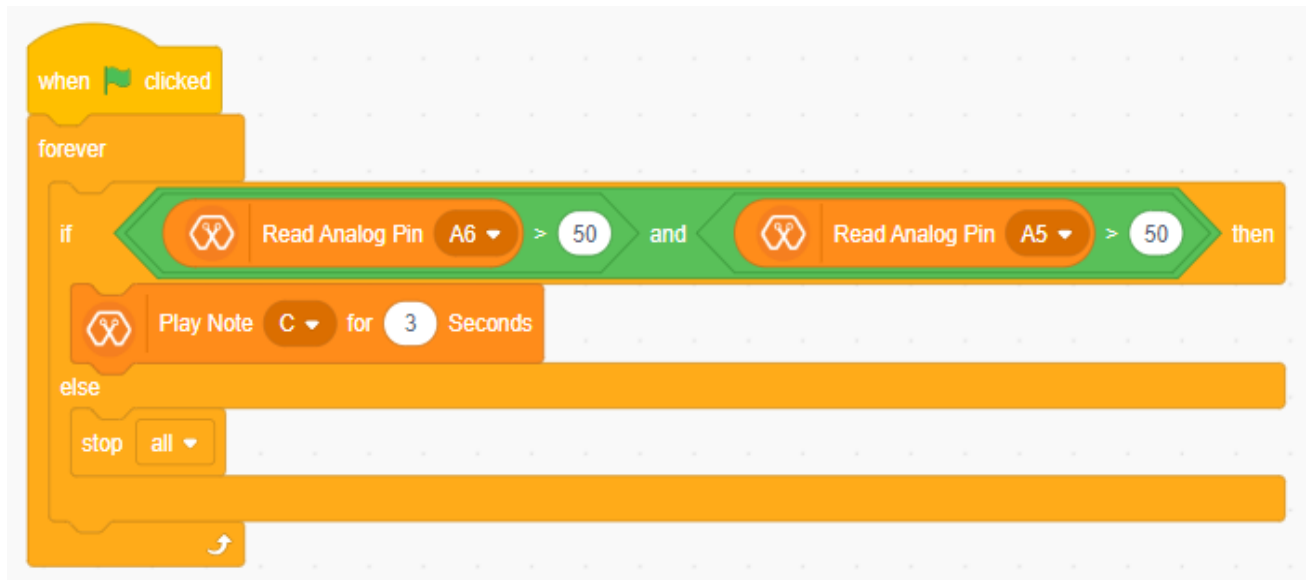 when clicked
forever
if Read Analog Pin A6 > 50 and Read Analog Pin A5 > 50 then
Play Note C for 3 Seconds
else
stop all